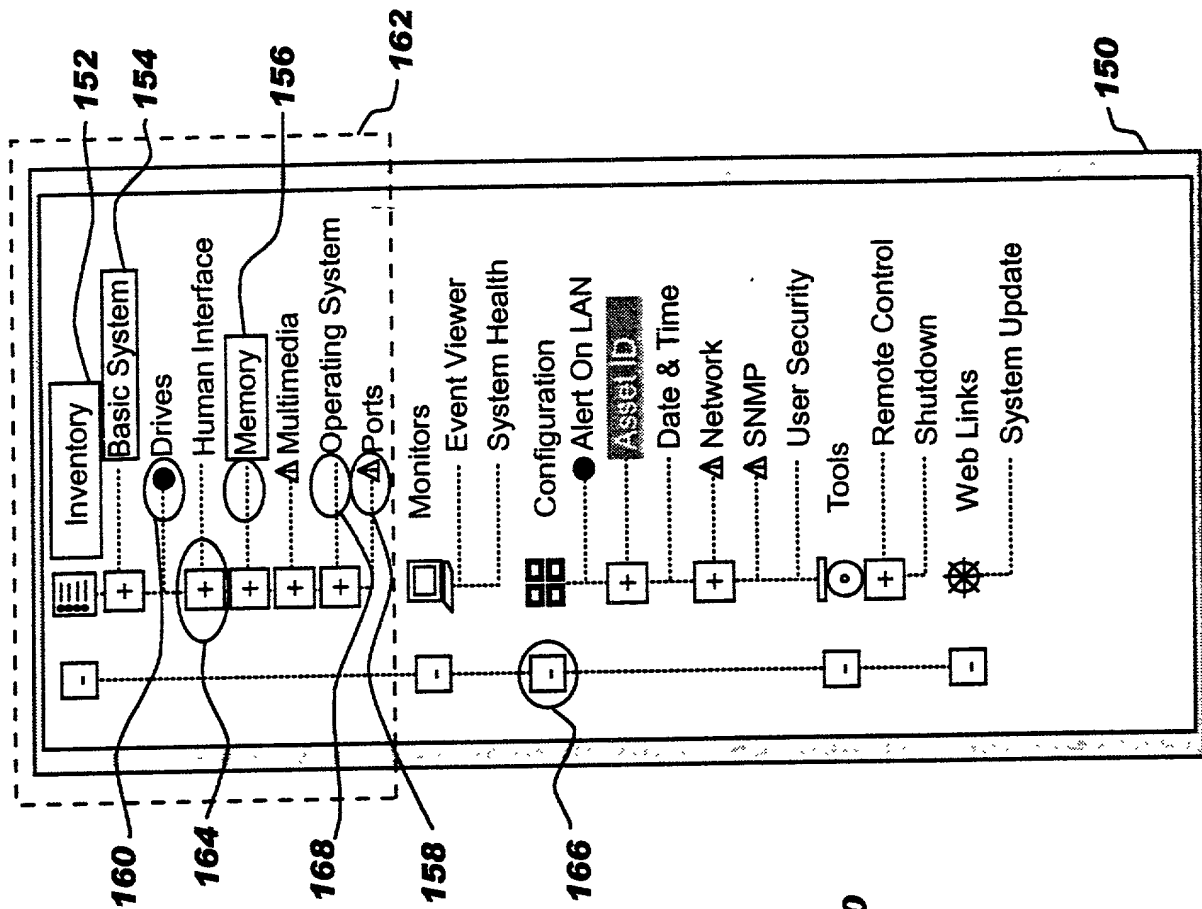 152
154
156
162
150
- Inventory
+ Basic System
Drives
+ Human Interface
+ Memory
+ Multimedia
+ Operating System
Ports
- Monitors
Event Viewer
System Health
- Configuration
Alert On LAN
+ Asset ID
Date & Time
+ Network
SNMP
User Security
- Tools
+ Remote Control
Shutdown
- Web Links
System Update
160
164
168
158
166
0